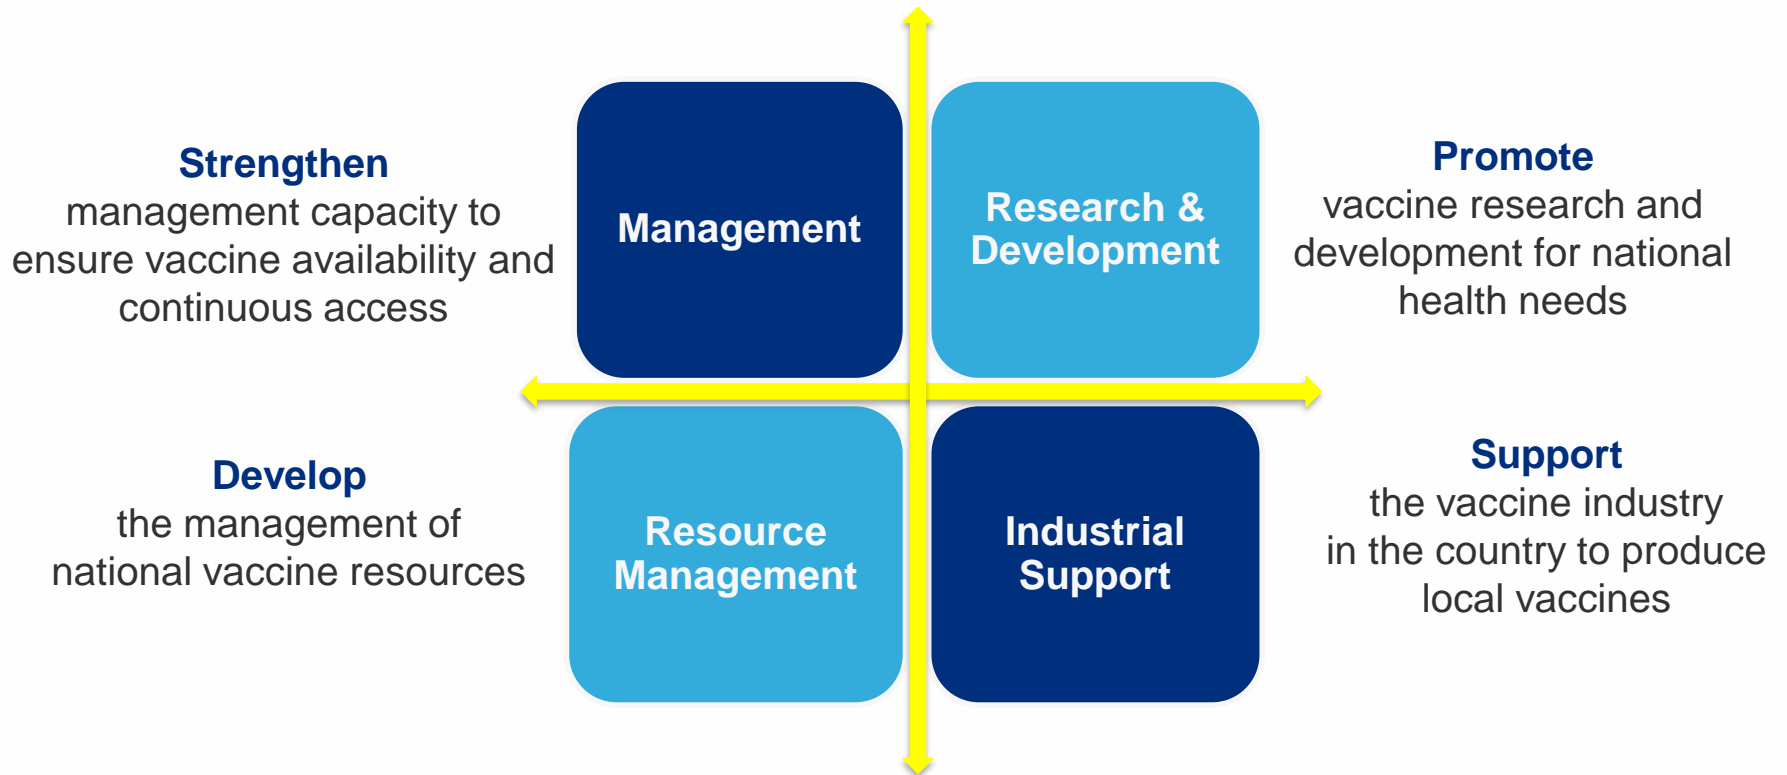 Strengthen
management capacity to
ensure vaccine availability and
continuous access
Management
Research &
Development
Promote
vaccine research and
development for national
health needs
Develop
the management of
national vaccine resources
Resource
Management
Industrial
Support
Support
the vaccine industry
in the country to produce
local vaccines